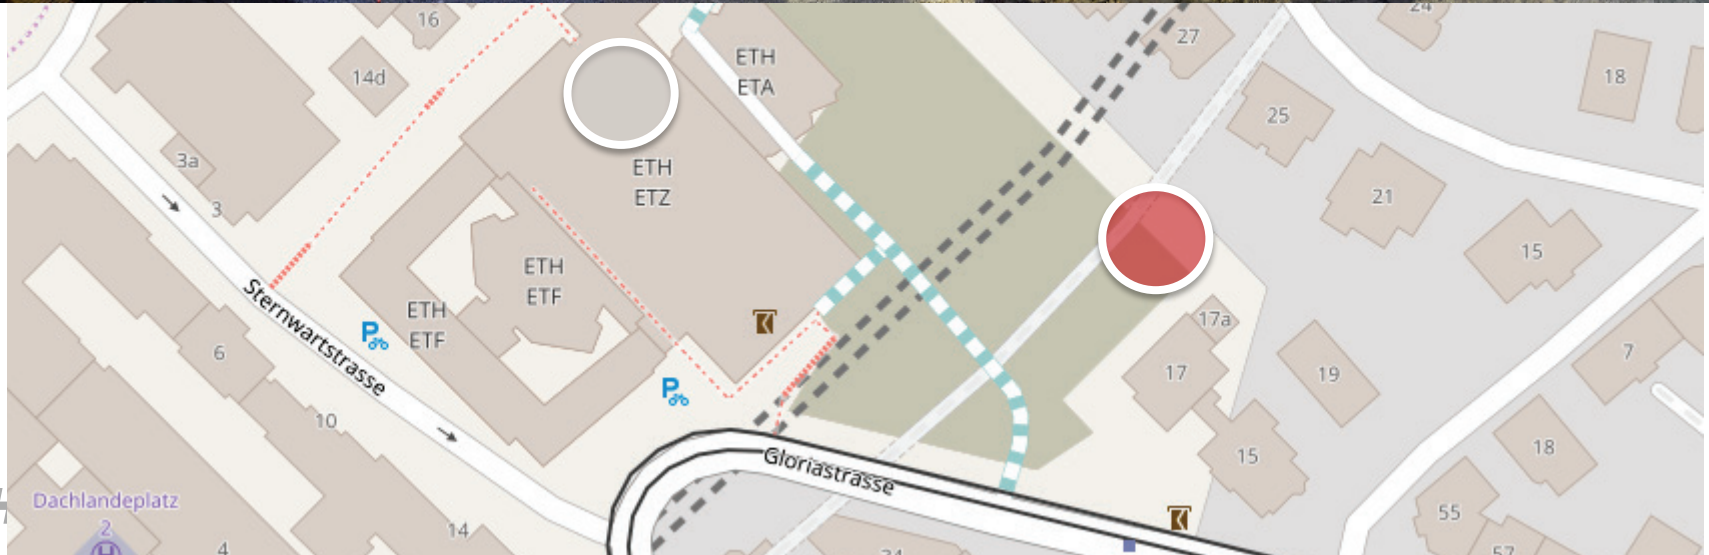 16
24
27
ETH
ETA
14d
18
25
3a
ETH
ETZ
21
3
15
ETH
ETF
ETH
ETF
Sternwartstrasse
P
17a
6
7
17
19
P
10
18
15
Gloriastrasse
Dachlandeplatz
2
H
55
14
4
57